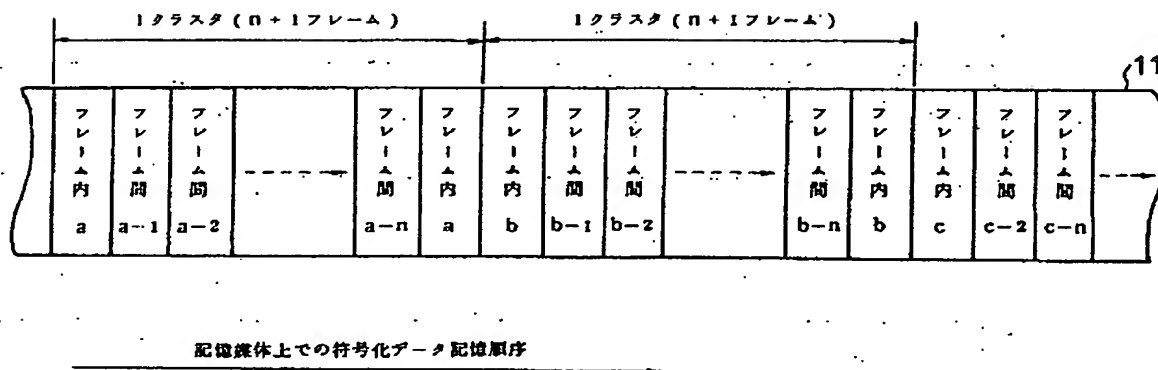 1クラスタ(n+1フレーム) 1クラスタ(n+1フレーム)
11
フレーム内 a
フレーム間 a-1
フレーム間 a-2
フレーム間 a-n
フレーム内 a
フレーム内 b
フレーム間 b-1
フレーム間 b-2
フレーム間 b-n
フレーム内 b
フレーム内 c
フレーム間 c-2
フレーム間 c-n
記憶媒体上での符号化データ記憶順序